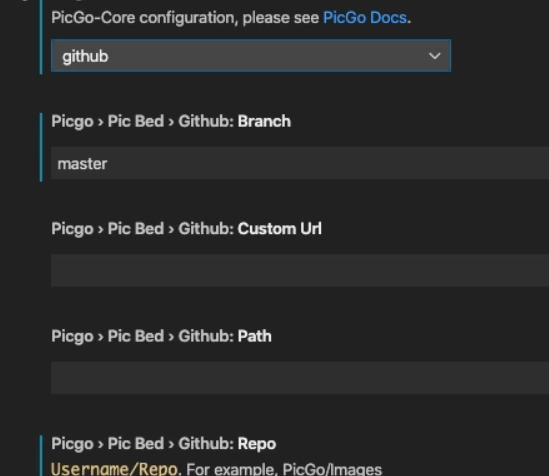 PicGo-Core configuration, please see PicGo Docs.
github
Picgo › Pic Bed › Github: Branch
master
Picgo › Pic Bed › Github: Custom Url
Picgo › Pic Bed › Github: Path
Picgo › Pic Bed › Github: Repo
Username/Repo. For example, PicGo/Images